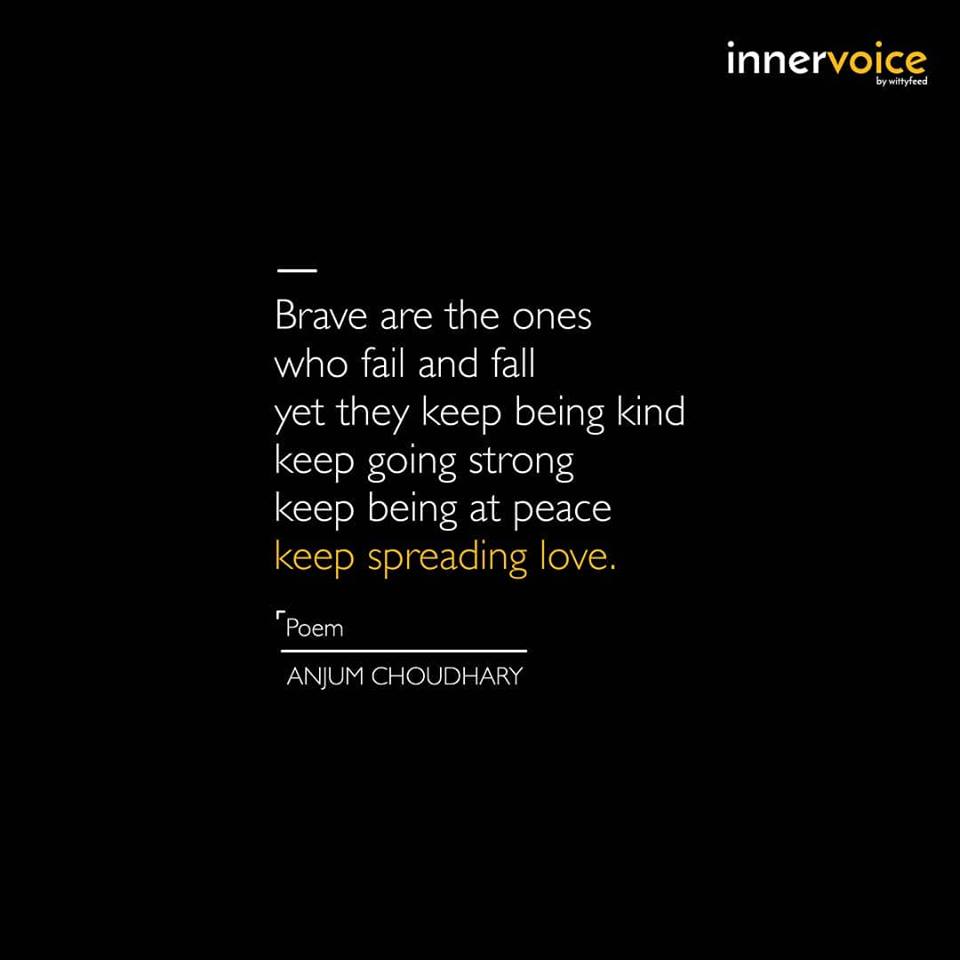 innervoice
by wittyfeed
Brave are the ones
who fail and fall
yet they keep being kind
keep going strong
keep being at peace
keep spreading love.
Poem
ANJUM CHOUDHARY